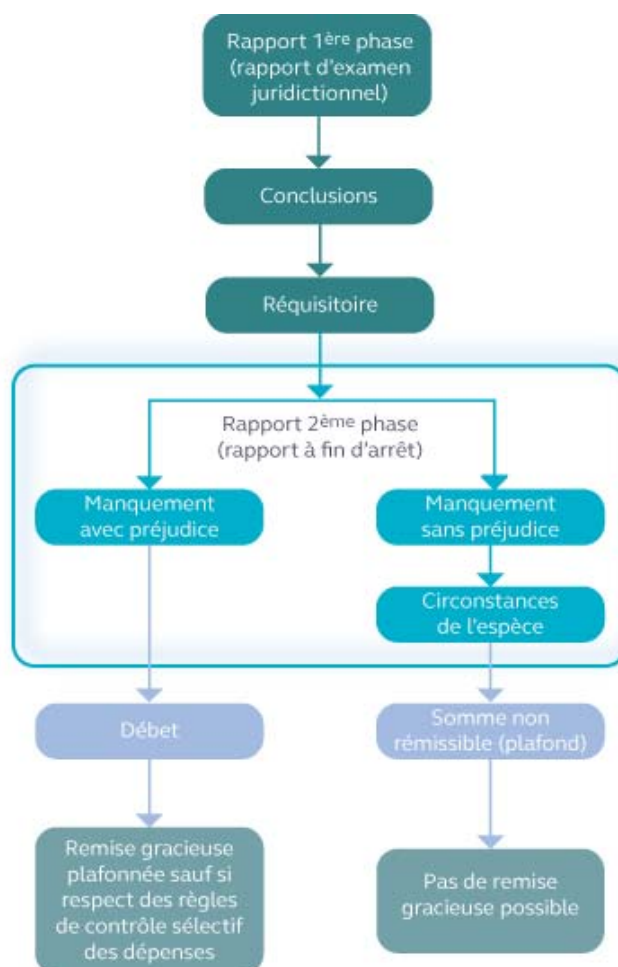 Rapport 1ère phase
(rapport d'examen
juridictionnel)
Conclusions
Réquisitoire
Rapport 2ème phase
(rapport à fin d'arrêt)
Manquement
avec préjudice
Manquement
sans préjudice
Circonstances
de l'espèce
Débet
Somme non
rémissible (plafond)
Remise gracieuse
plafonnée sauf si
respect des règles
de contrôle sélectif
des dépenses
Pas de remise
gracieuse possible